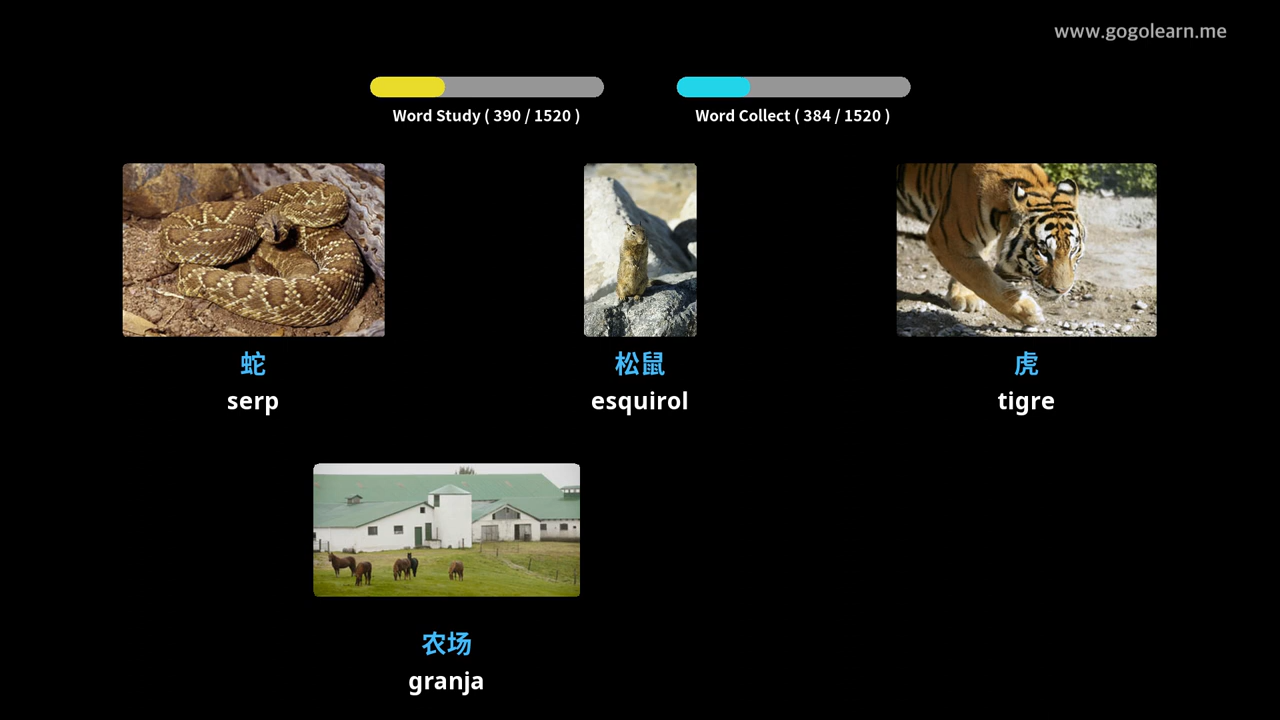 www.gogolearn.me
Word Study ( 390 / 1520 )
Word Collect ( 384 / 1520 )
蛇
serp
松鼠
esquirol
虎
tigre
农场
granja